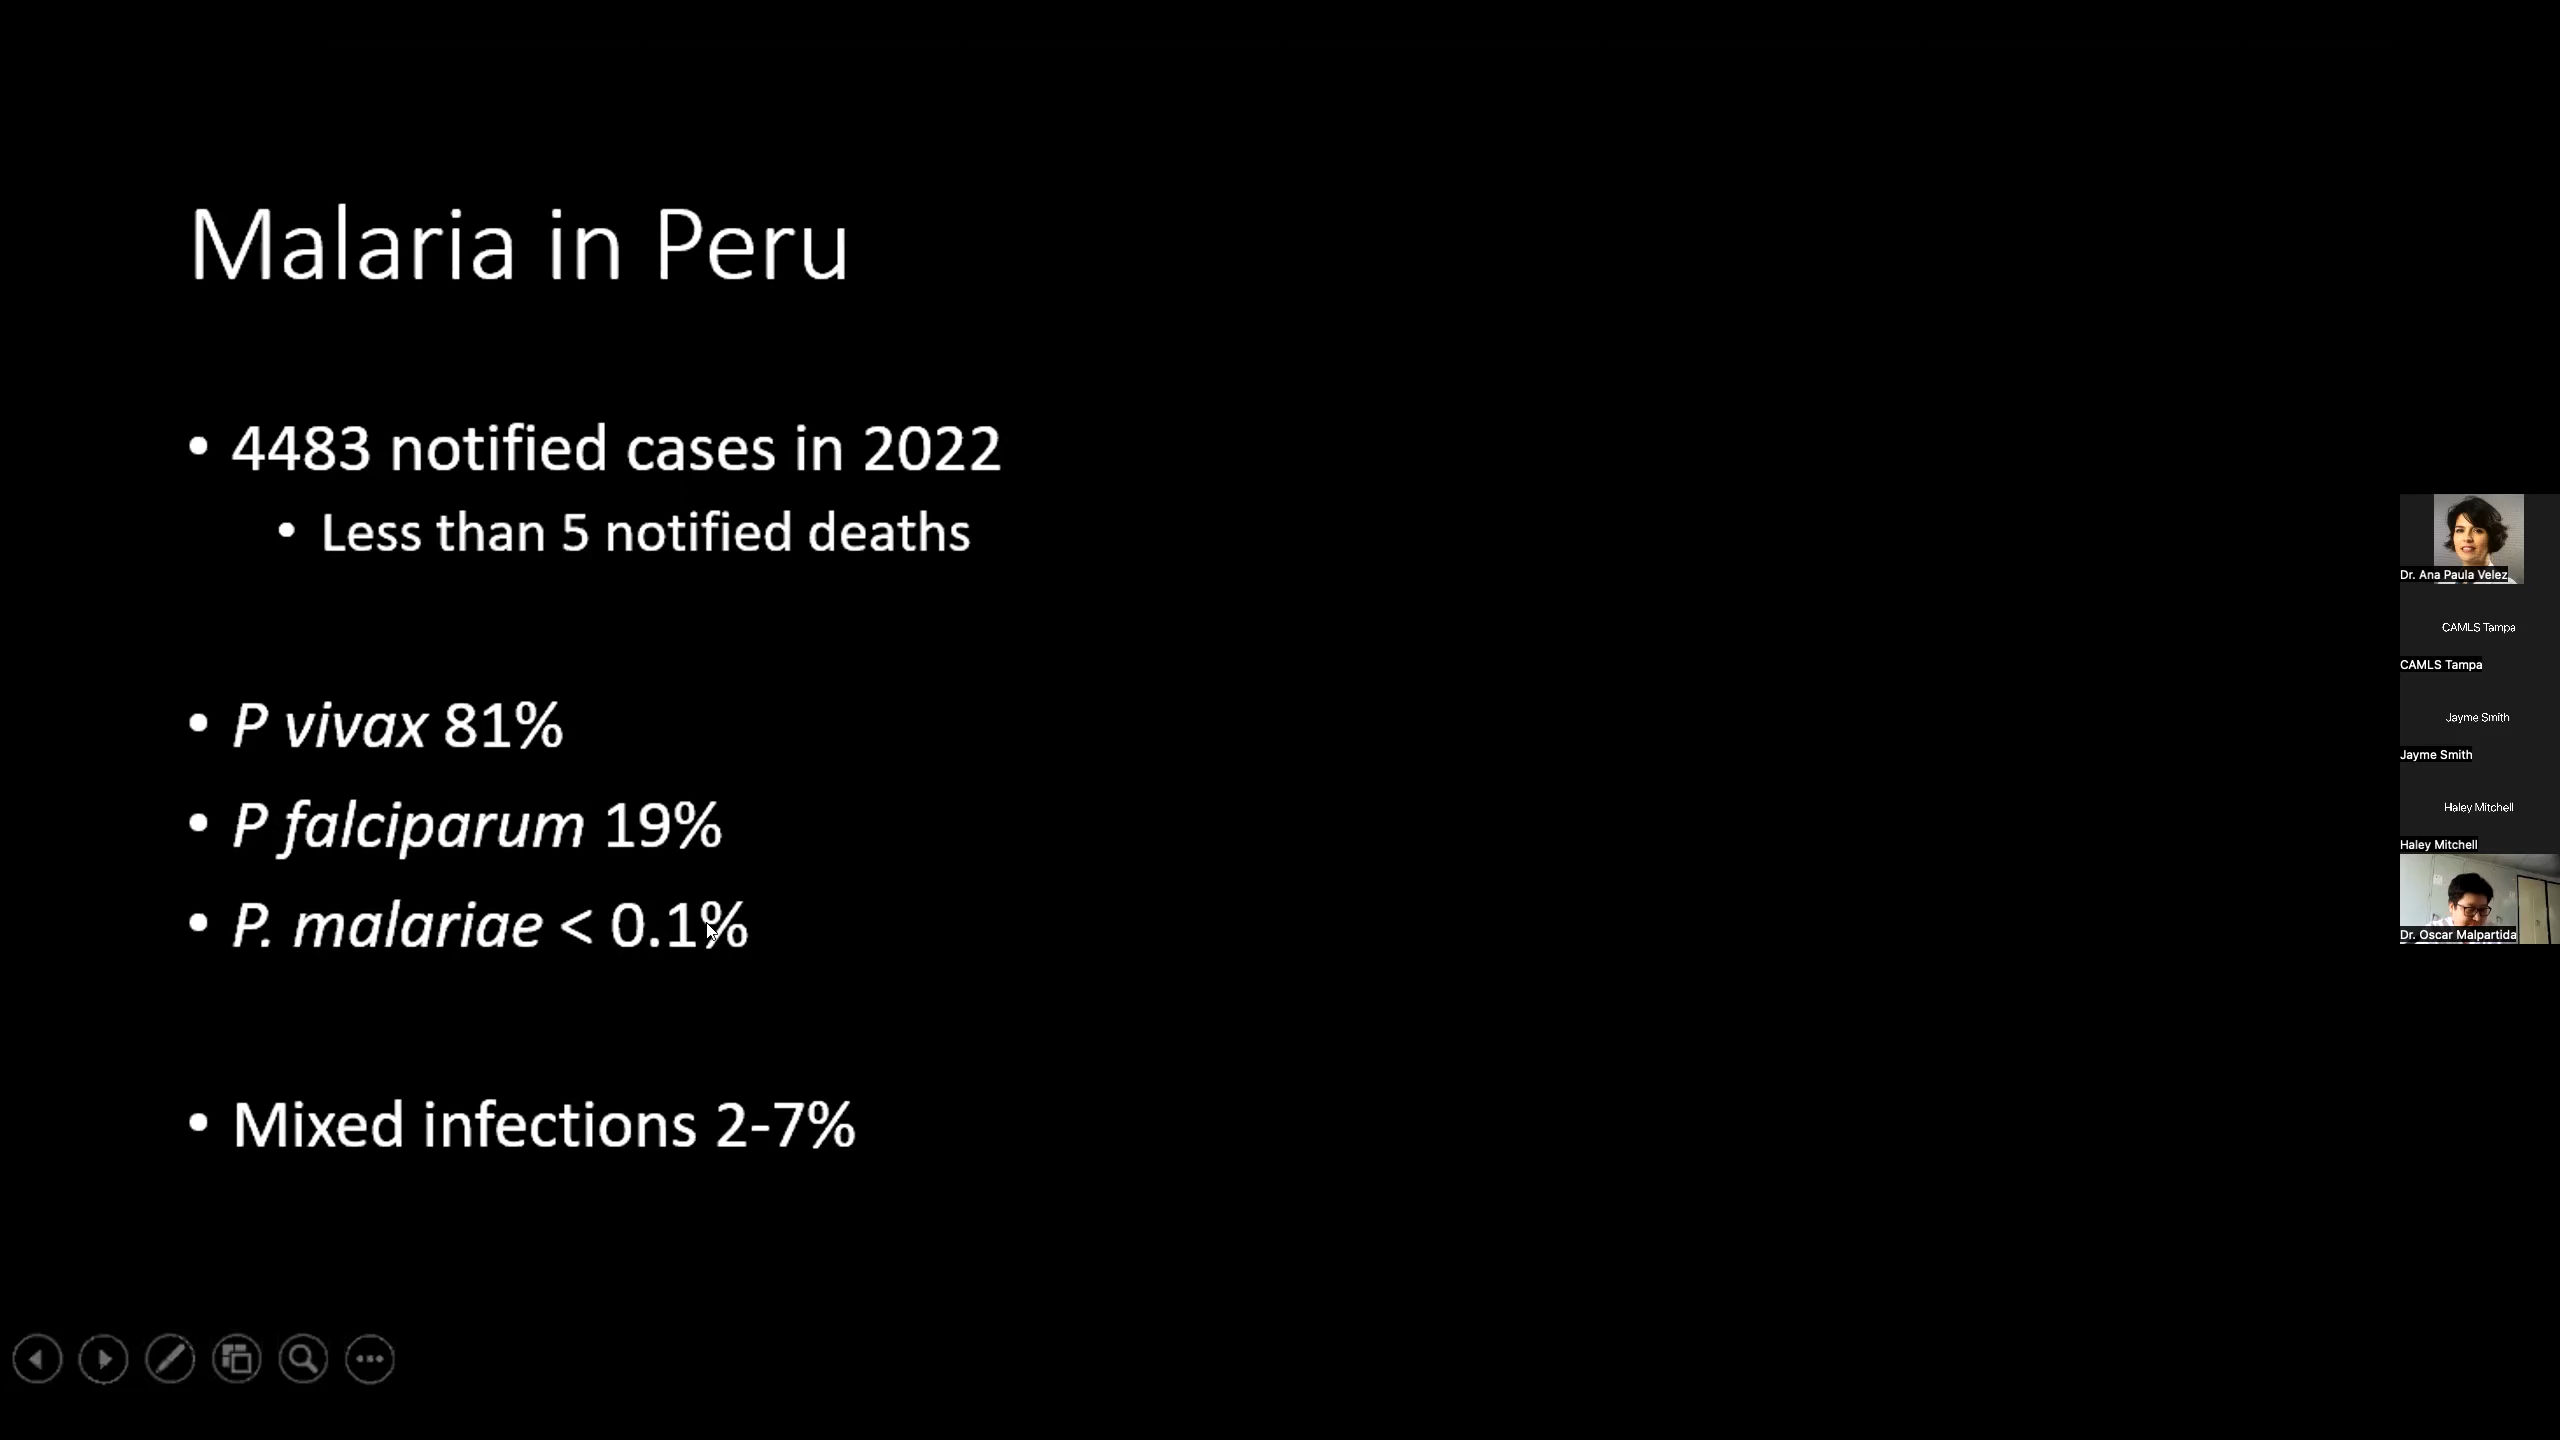 Malaria in Peru
• 4483 notified cases in 2022
• Less than 5 notified deaths
• P vivax 81%
• P falciparum 19%
• P. malariae < 0.1%
• Mixed infections 2-7%
Dr. Ana Paula Velez
CAMLS Tampa
CAMLS Tampa
Jayme Smith
Jayme Smith
Haley Mitchell
Haley Mitchell
Dr. Oscar Malpartida